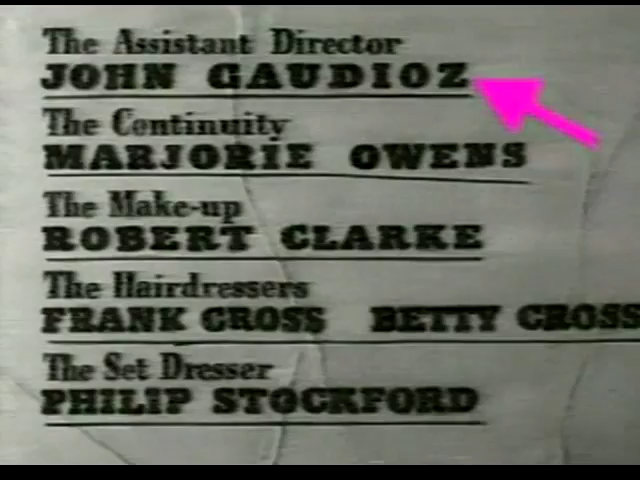 The Assistant Director
JOHN GAUDIOZ
The Continuity
MARJORIE OWENS
The Make-up
ROBERT CLARKE
The Hairdressers
FRANK CROSS BETTY CROSS
The Set Dresser
PHILIP STOCKFORD